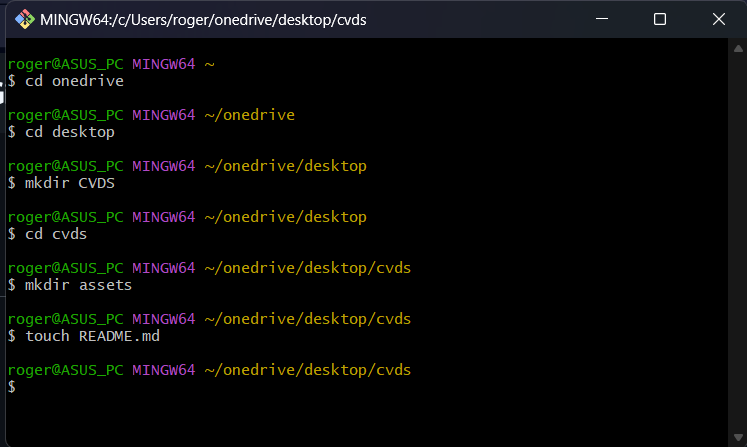 MINGW64:/c/Users/roger/onedrive/desktop/cvds
roger@ASUS_PC MINGW64 ~
$ cd onedrive
roger@ASUS_PC MINGW64 ~/onedrive
$ cd desktop
roger@ASUS_PC MINGW64 ~/onedrive/desktop
$ mkdir CVDS
roger@ASUS_PC MINGW64 ~/onedrive/desktop
$ cd cvds
roger@ASUS_PC MINGW64 ~/onedrive/desktop/cvds
$ mkdir assets
roger@ASUS_PC MINGW64 ~/onedrive/desktop/cvds
$ touch README.md
roger@ASUS_PC MINGW64 ~/onedrive/desktop/cvds
$